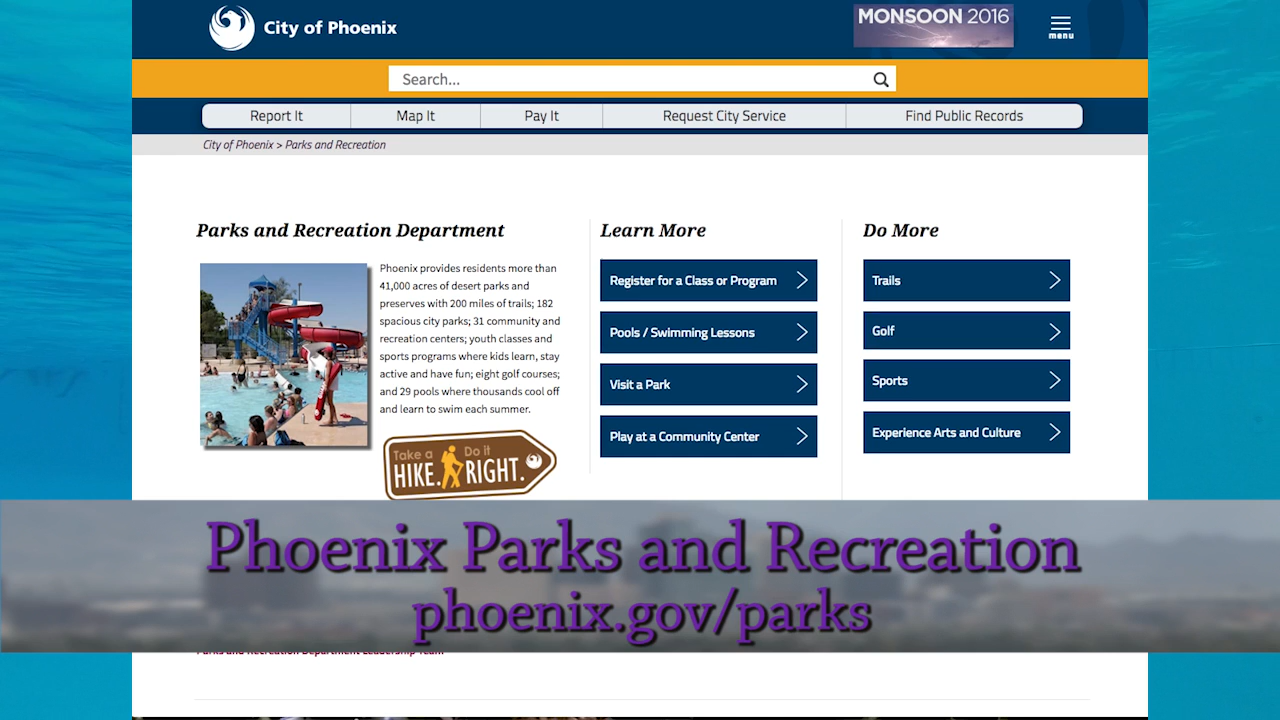 City of Phoenix
MONSOON 2016
menu
Search...
Report It
Map It
Pay It
Request City Service
Find Public Records
City of Phoenix > Parks and Recreation
Parks and Recreation Department
Phoenix provides residents more than
41,000 acres of desert parks and
preserves with 200 miles of trails; 182
spacious city parks; 31 community and
recreation centers; youth classes and
sports programs where kids learn, stay
active and have fun; eight golf courses;
and 29 pools where thousands cool off
and learn to swim each summer.
Take a
HIKE.
Do it
RIGHT.
Learn More
Register for a Class or Program
Pools / Swimming Lessons
Visit a Park
Play at a Community Center
Do More
Trails
Golf
Sports
Experience Arts and Culture
Phoenix Parks and Recreation
phoenix.gov/parks
Parks and Recreation Department Leadership Team